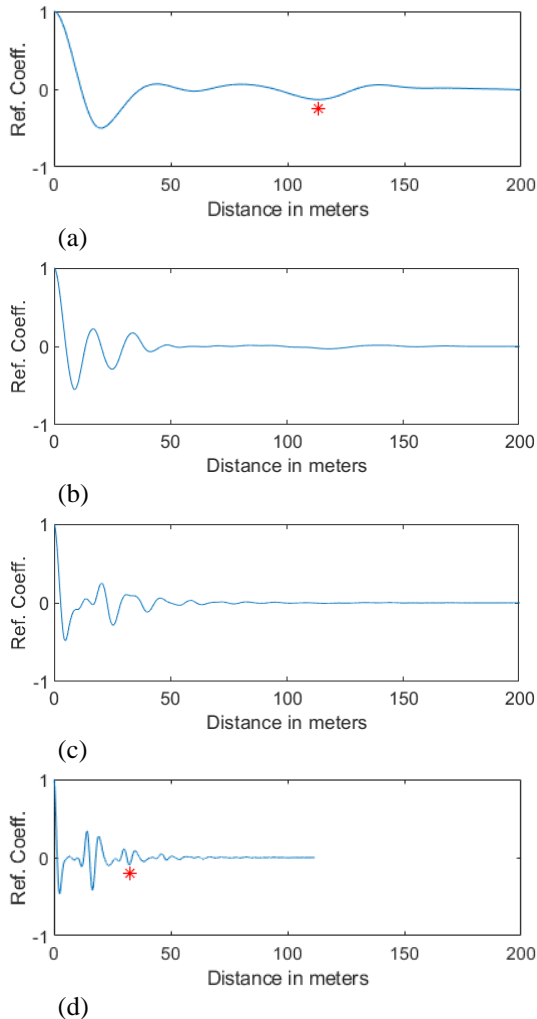 1
0
-1
Ref. Coeff.
0 50 100 150 200
Distance in meters
(a)
1
0
-1
Ref. Coeff.
0 50 100 150 200
Distance in meters
(b)
1
0
-1
Ref. Coeff.
0 50 100 150 200
Distance in meters
(c)
1
0
-1
Ref. Coeff.
0 50 100 150 200
Distance in meters
(d)